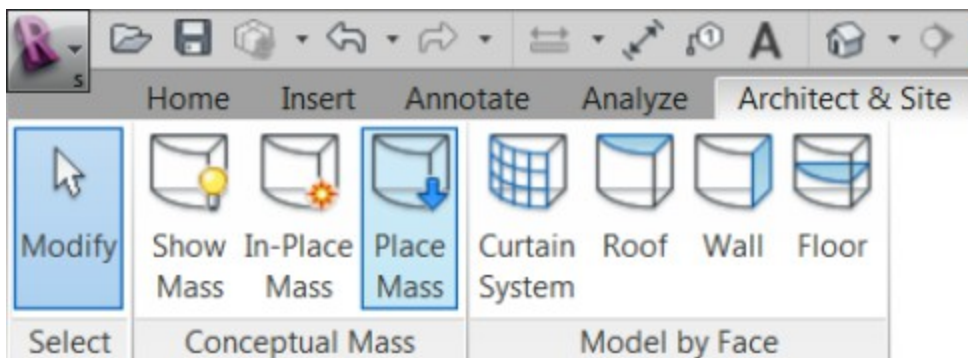 R
S
1
A
Home Insert Annotate Analyze Architect & Site
Modify Show In-Place Place Curtain Roof Wall Floor
Mass Mass Mass System
Select Conceptual Mass Model by Face